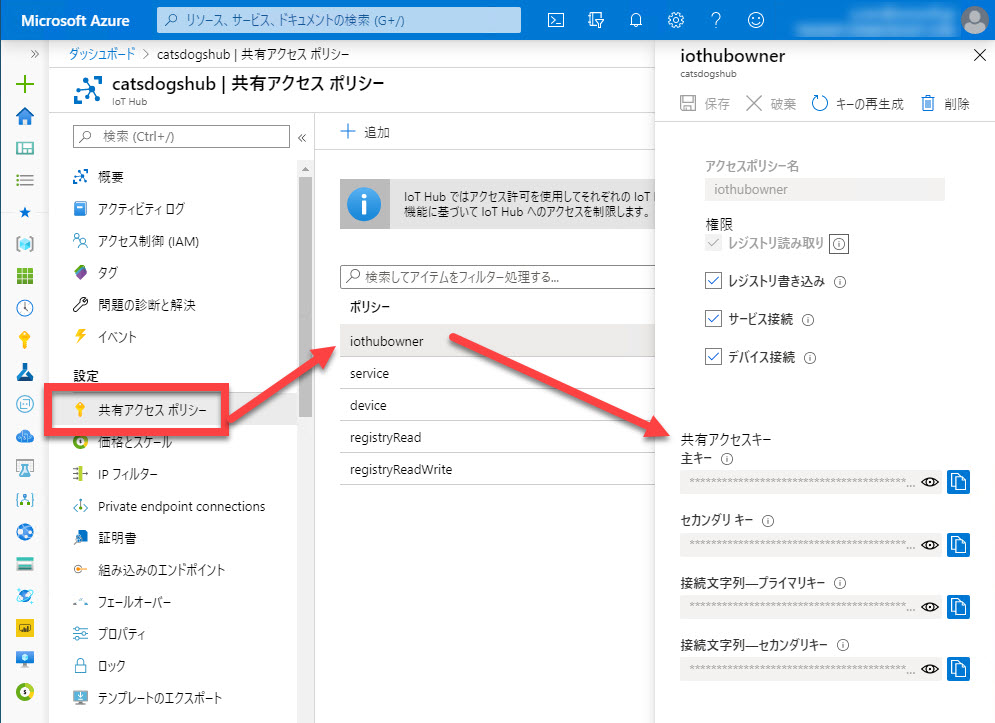 Microsoft Azure
リソース、サービス、ドキュメントの検索 (G+/)
ダッシュボード > catsdogshub | 共有アクセス ポリシー
catsdogshub | 共有アクセス ポリシー
IoT Hub
検索 (Ctrl+/)
概要
アクティビティ ログ
アクセス制御 (IAM)
タグ
問題の診断と解決
イベント
設定
共有アクセス ポリシー
価格とスケール
IP フィルター
Private endpoint connections
証明書
組み込みのエンドポイント
フェールオーバー
プロパティ
ロック
テンプレートのエクスポート
追加
IoT Hub ではアクセス許可を使用してそれぞれの IoT
機能に基づいて IoT Hub へのアクセスを制限します。
検索してアイテムをフィルター処理する...
ポリシー
iothubowner
service
device
registryRead
registryReadWrite
iothubowner
catsdogshub
保存 破棄 キーの再生成 削除
アクセスポリシー名
iothubowner
権限
レジストリ読み取り
レジストリ書き込み
サービス接続
デバイス接続
共有アクセスキー
主キー
****************************************...
セカンダリ キー
****************************************...
接続文字列—プライマリキー
****************************************...
接続文字列—セカンダリキー
****************************************...